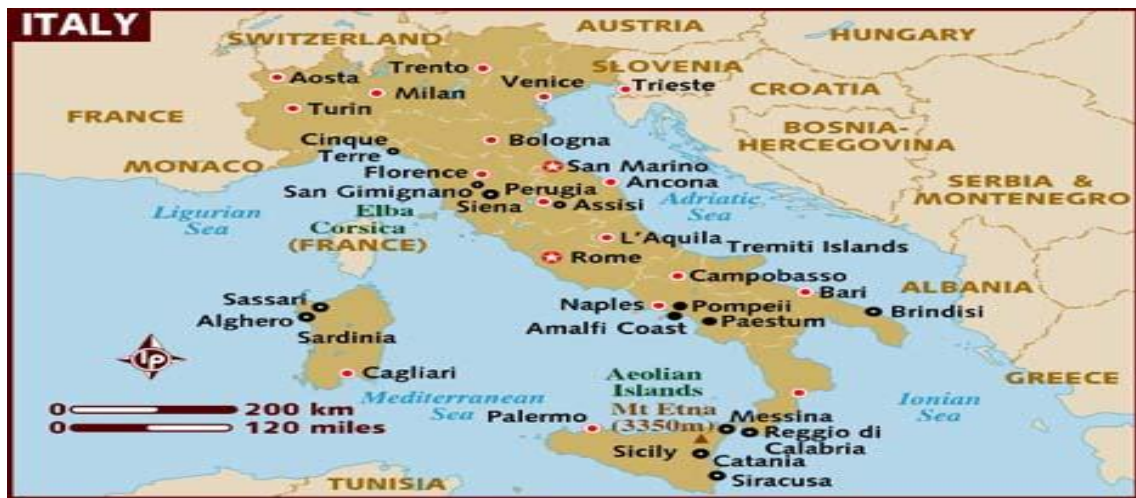 ITALY
AUSTRIA
HUNGARY
SWITZERLAND
Trento
SLOVENIA
Aosta
Venice
Trieste
Milan
CROATIA
Turin
FRANCE
BOSNIA-
HERCEGOVINA
Cinque
Terre
Bologna
MONACO
San Marino
Florence
Ancona
SERBIA &
MONTENEGRO
San Gimignano
Perugia
Siena
Assisi
Adriatic
Sea
Ligurian
Sea
Elba
Corsica
(FRANCE)
L'Aquila
Tremiti Islands
Rome
Campobasso
ALBANIA
Bari
Sassari
Naples
Pompeii
Brindisi
Alghero
Amalfi Coast
Paestum
Sardinia
LP
Cagliari
Aeolian
Islands
GREECE
Mediterranean
Sea
Ionian
Sea
0 200 km
0 120 miles
Palermo
Mt Etna
(3350m)
Messina
Reggio di
Calabria
Sicily
Catania
Siracusa
TUNISIA